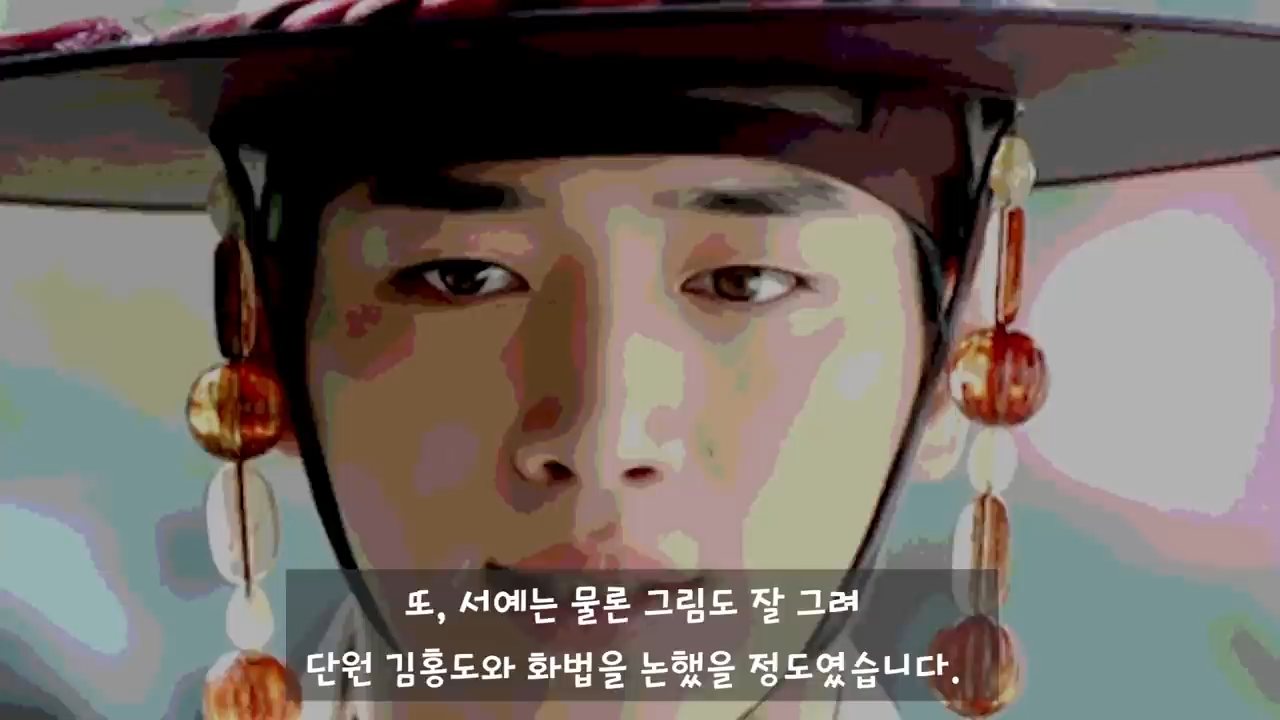 또, 서예는 물론 그림도 잘 그려
단원 김홍도와 화법을 논했을 정도였습니다.